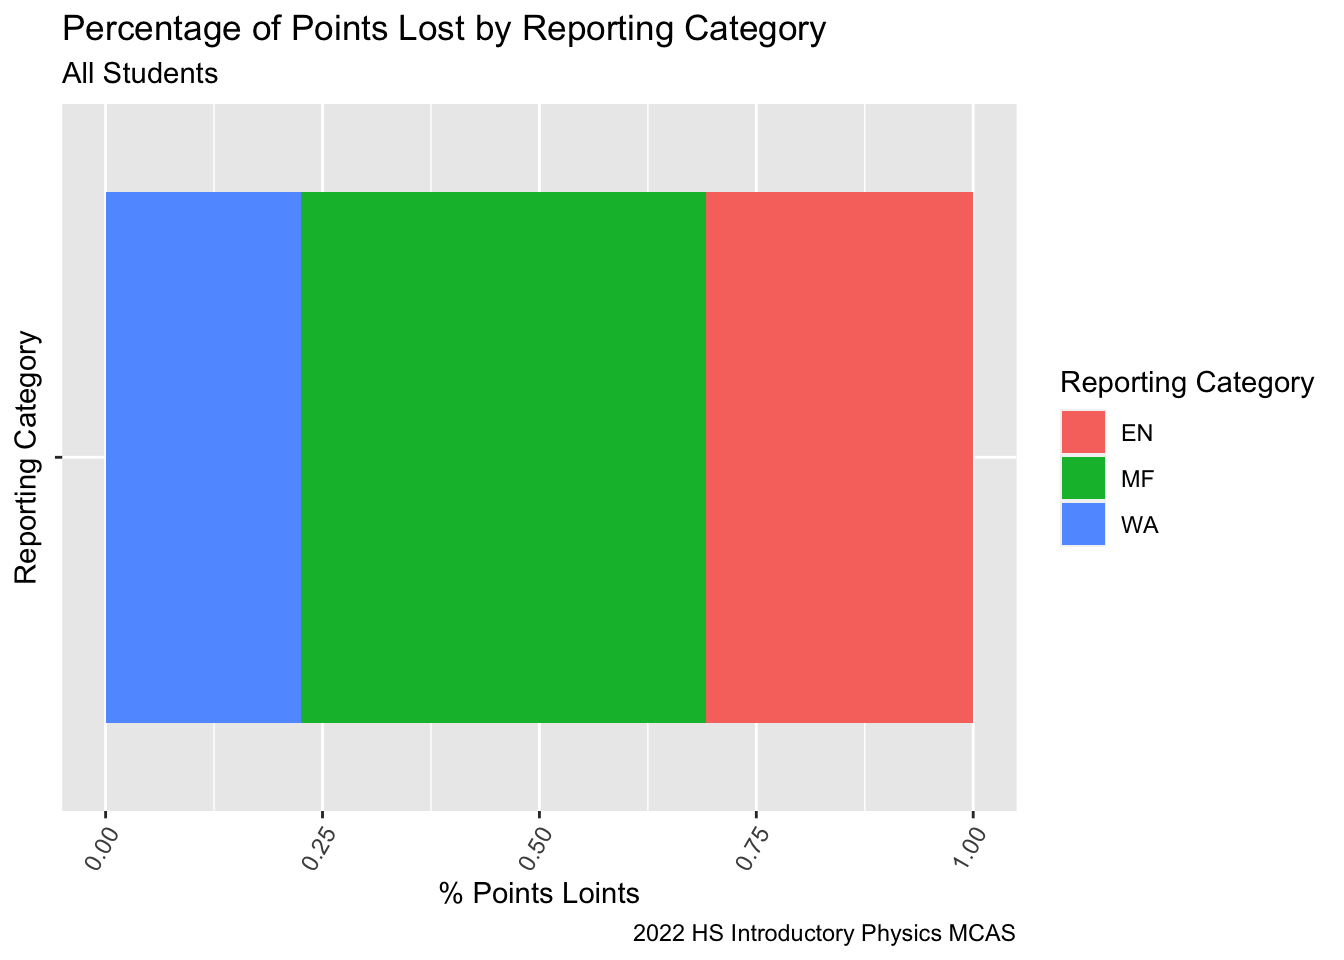 Percentage of Points Lost by Reporting Category
All Students
Reporting Category
Reporting Category
EN
MF
WA
0.00
0.25
0.50
0.75
1.00
% Points Loints
2022 HS Introductory Physics MCAS